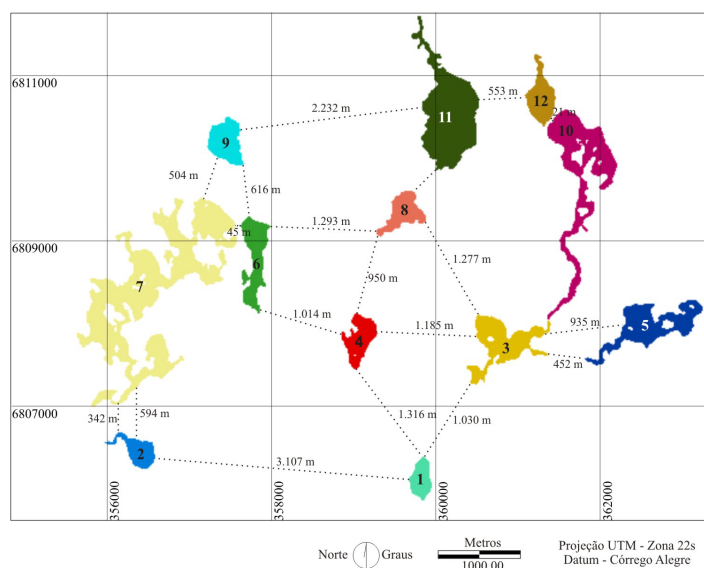 6811000
553 m
12
2.232 m
21 m
11
10
9
504 m
616 m
8
1.293 m
6809000
45 m
6
1.277 m
7
950 m
1.014 m
5
935 m
4
1.185 m
3
452 m
6807000
342 m
594 m
1.316 m
1.030 m
2
3.107 m
1
356000
358000
360000
362000
Norte
Graus
Metros
1000.00
Projeção UTM - Zona 22s
Datum - Córrego Alegre